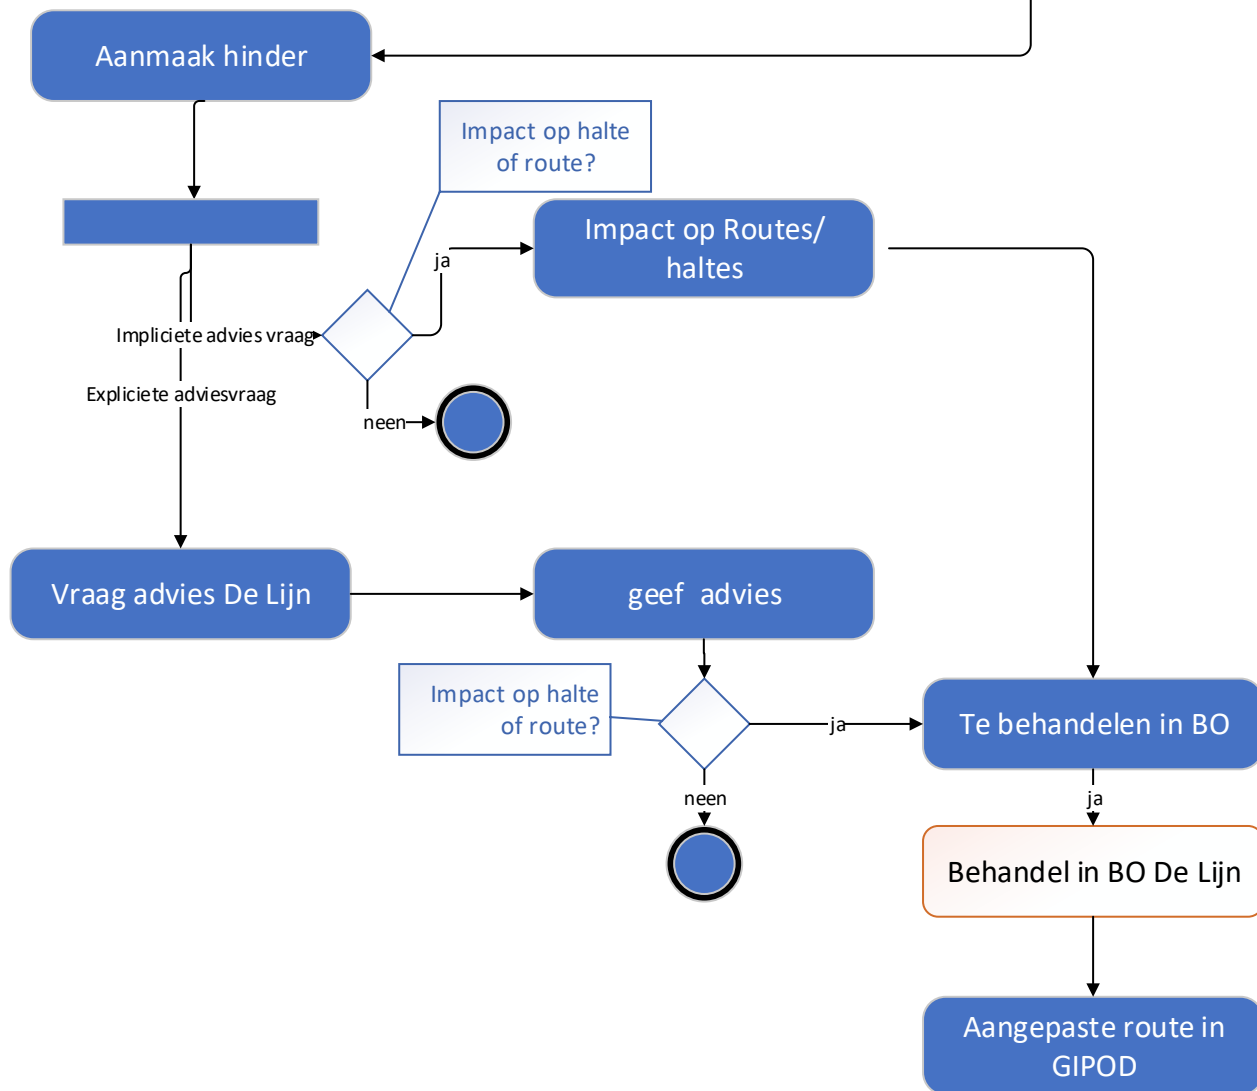 Aanmaak hinder
Impact op halte
of route?
Impact op Routes/
haltes
ja
Impliciete advies vraag
Expliciete adviesvraag
neen
Vraag advies De Lijn
geef  advies
Impact op halte
of route?
ja
Te behandelen in BO
neen
ja
Behandel in BO De Lijn
Aangepaste route in
GIPOD